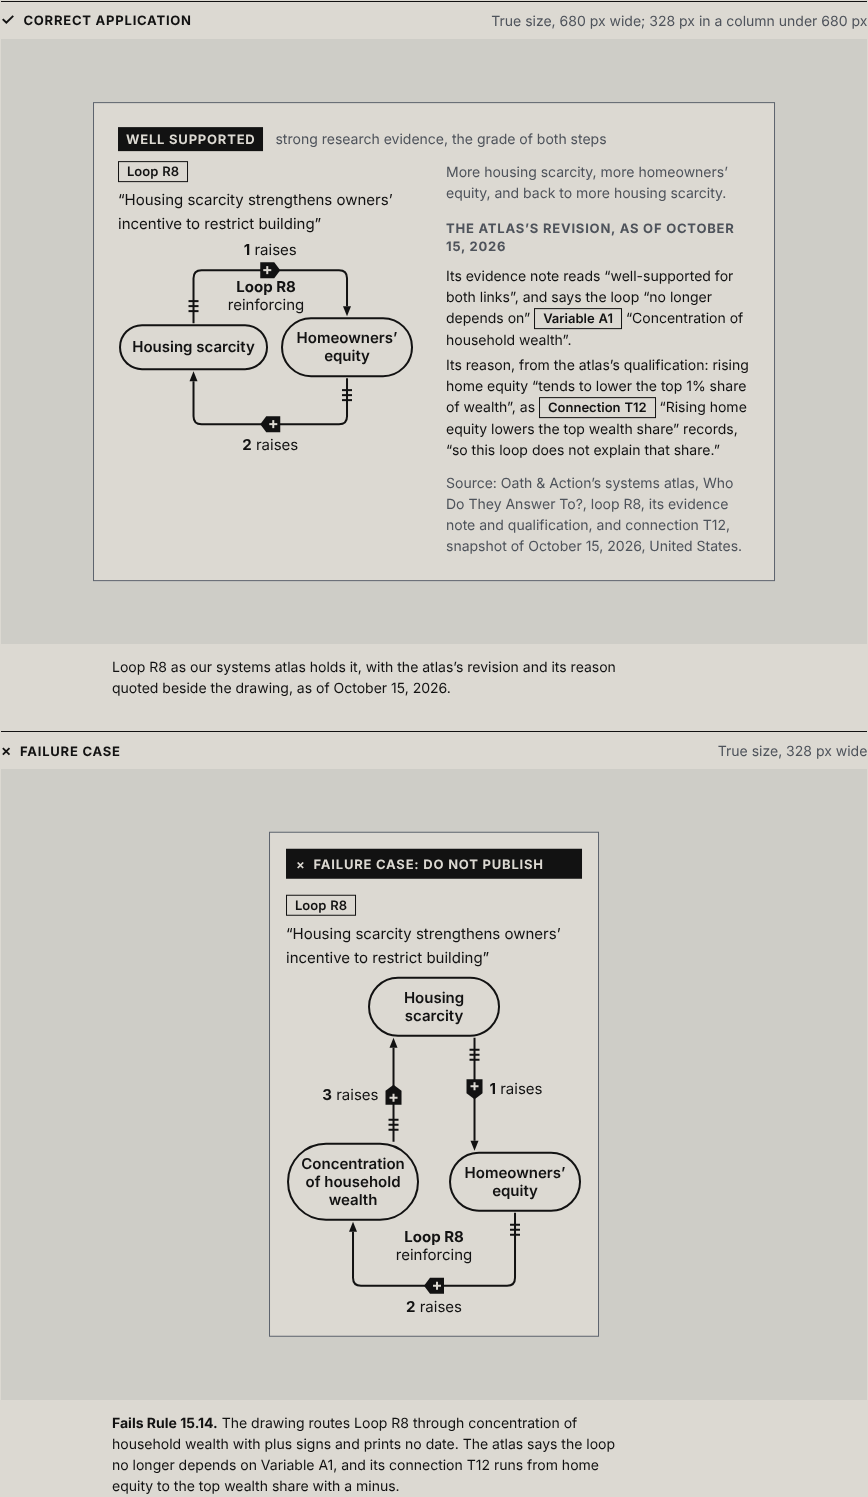 ✓ CORRECT APPLICATION
True size, 680 px wide; 328 px in a column under 680 px
WELL SUPPORTED
strong research evidence, the grade of both steps
Loop R8
“Housing scarcity strengthens owners’
incentive to restrict building”
1 raises
Loop R8
reinforcing
Housing scarcity
Homeowners’
equity
2 raises
More housing scarcity, more homeowners’
equity, and back to more housing scarcity.
THE ATLAS’S REVISION, AS OF OCTOBER
15, 2026
Its evidence note reads “well-supported for
both links”, and says the loop “no longer
depends on” Variable A1 “Concentration of
household wealth”.
Its reason, from the atlas’s qualification: rising
home equity “tends to lower the top 1% share
of wealth”, as Connection T12 “Rising home
equity lowers the top wealth share” records,
“so this loop does not explain that share.”
Source: Oath & Action’s systems atlas, Who
Do They Answer To?, loop R8, its evidence
note and qualification, and connection T12,
snapshot of October 15, 2026, United States.
Loop R8 as our systems atlas holds it, with the atlas’s revision and its reason
quoted beside the drawing, as of October 15, 2026.
× FAILURE CASE
True size, 328 px wide
× FAILURE CASE: DO NOT PUBLISH
Loop R8
“Housing scarcity strengthens owners’
incentive to restrict building”
Housing
scarcity
3 raises
1 raises
Concentration
of household
wealth
Homeowners’
equity
Loop R8
reinforcing
2 raises
Fails Rule 15.14. The drawing routes Loop R8 through concentration of
household wealth with plus signs and prints no date. The atlas says the loop
no longer depends on Variable A1, and its connection T12 runs from home
equity to the top wealth share with a minus.